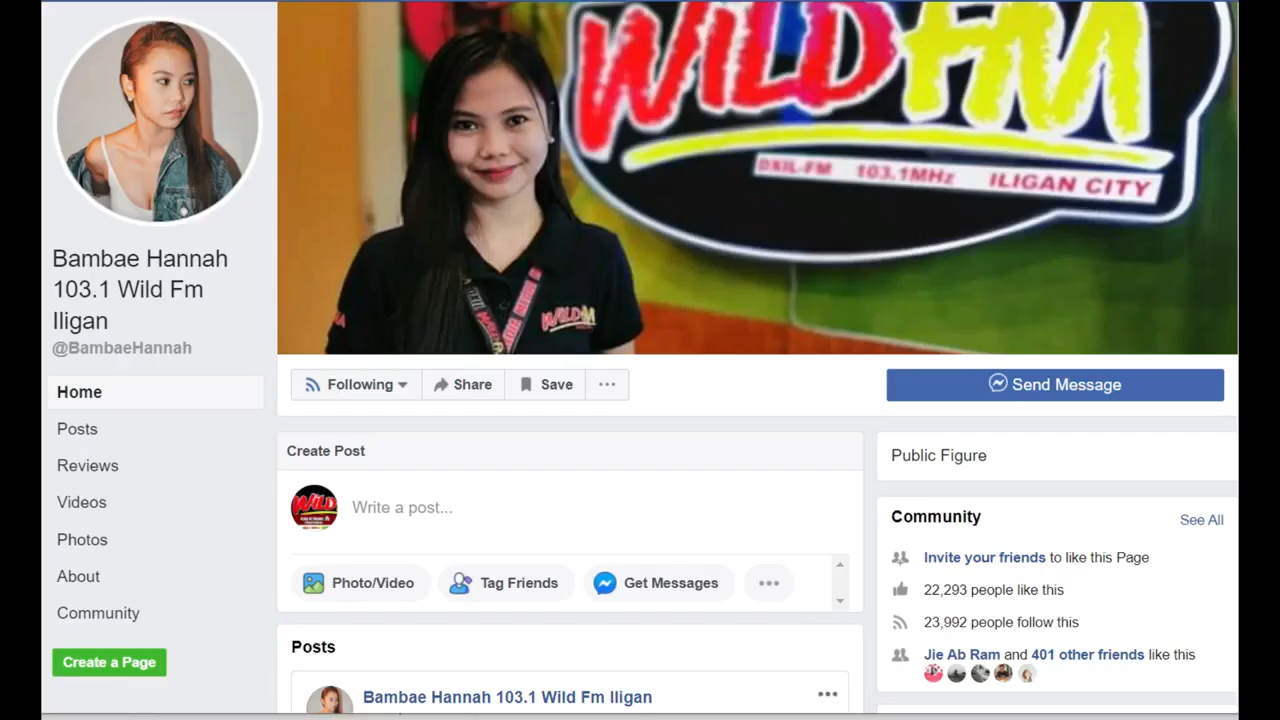 WILD FM
DXIL-FM 103.1MHz ILIGAN CITY
WILD FM
Bambae Hannah
103.1 Wild Fm
Iligan
@BambaeHannah
Home
Posts
Reviews
Videos
Photos
About
Community
Create a Page
Following
Share
Save
Send Message
Create Post
WILD
Write a post...
Photo/Video
Tag Friends
Get Messages
Posts
Bambae Hannah 103.1 Wild Fm Iligan
Public Figure
Community
See All
Invite your friends to like this Page
22,293 people like this
23,992 people follow this
Jie Ab Ram and 401 other friends like this